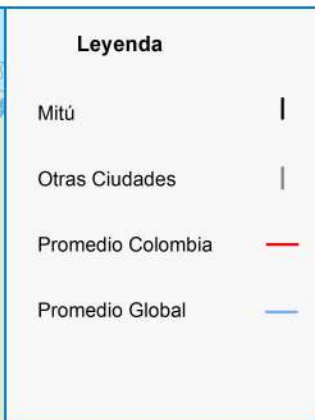 Leyenda
Mitú
Otras Ciudades
Promedio Colombia
Promedio Global